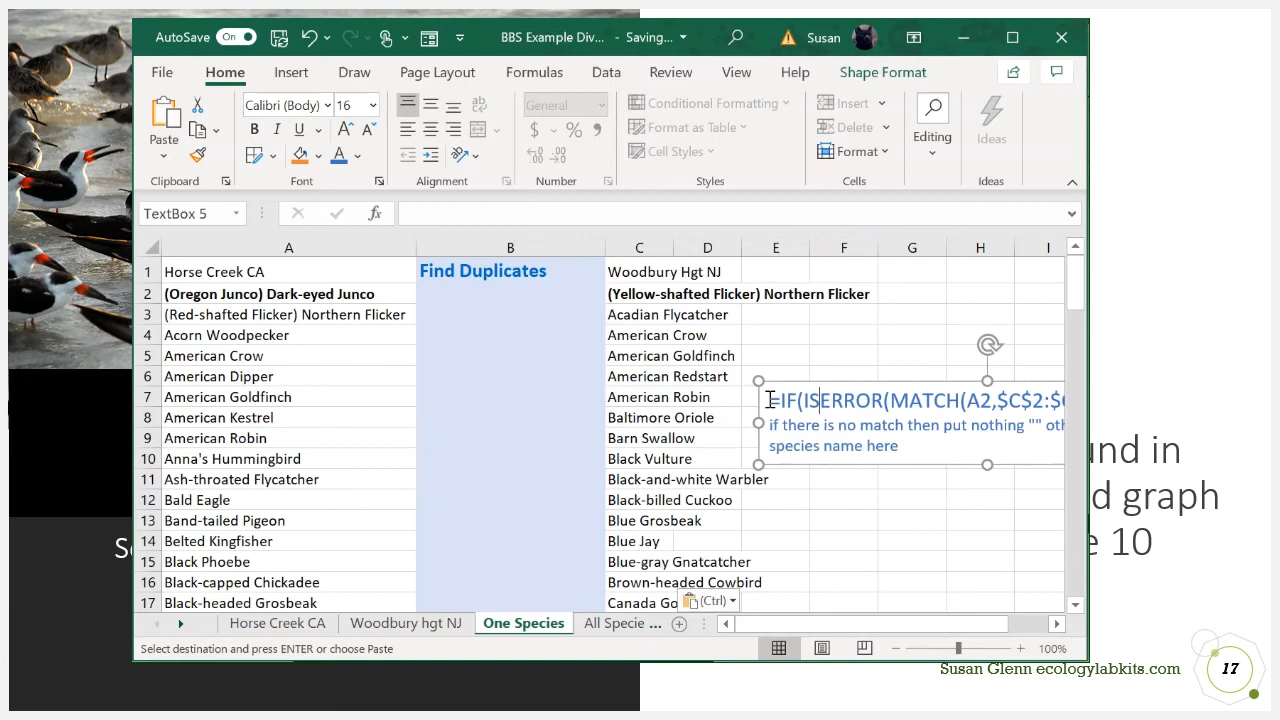 AutoSave On BBS Example Div... - Saving... Susan
File Home Insert Draw Page Layout Formulas Data Review View Help Shape Format
Paste
Calibri (Body) 16
B I U
General
$ % ,
Conditional Formatting
Format as Table
Cell Styles
Insert
Delete
Format
Editing
Ideas
Clipboard Font Alignment Number Styles Cells Ideas
TextBox 5 fx
A B C D E F G H I
1 Horse Creek CA Find Duplicates Woodbury Hgt NJ
2 (Oregon Junco) Dark-eyed Junco (Yellow-shafted Flicker) Northern Flicker
3 (Red-shafted Flicker) Northern Flicker Acadian Flycatcher
4 Acorn Woodpecker American Crow
5 American Crow American Goldfinch
6 American Dipper American Redstart
7 American Goldfinch American Robin
8 American Kestrel Baltimore Oriole
9 American Robin Barn Swallow
10 Anna's Hummingbird Black Vulture
11 Ash-throated Flycatcher Black-and-white Warbler
12 Bald Eagle Black-billed Cuckoo
13 Band-tailed Pigeon Blue Grosbeak
14 Belted Kingfisher Blue Jay
15 Black Phoebe Blue-gray Gnatcatcher
16 Black-capped Chickadee Brown-headed Cowbird
17 Black-headed Grosbeak Canada Go
(Ctrl)
=IF(ISERROR(MATCH(A2,$C$2:$
if there is no match then put nothing "" ot
species name here
Horse Creek CA Woodbury hgt NJ One Species All Specie ...
Select destination and press ENTER or choose Paste 100%
und in
d graph
e 10
Susan Glenn ecologylabkits.com 17